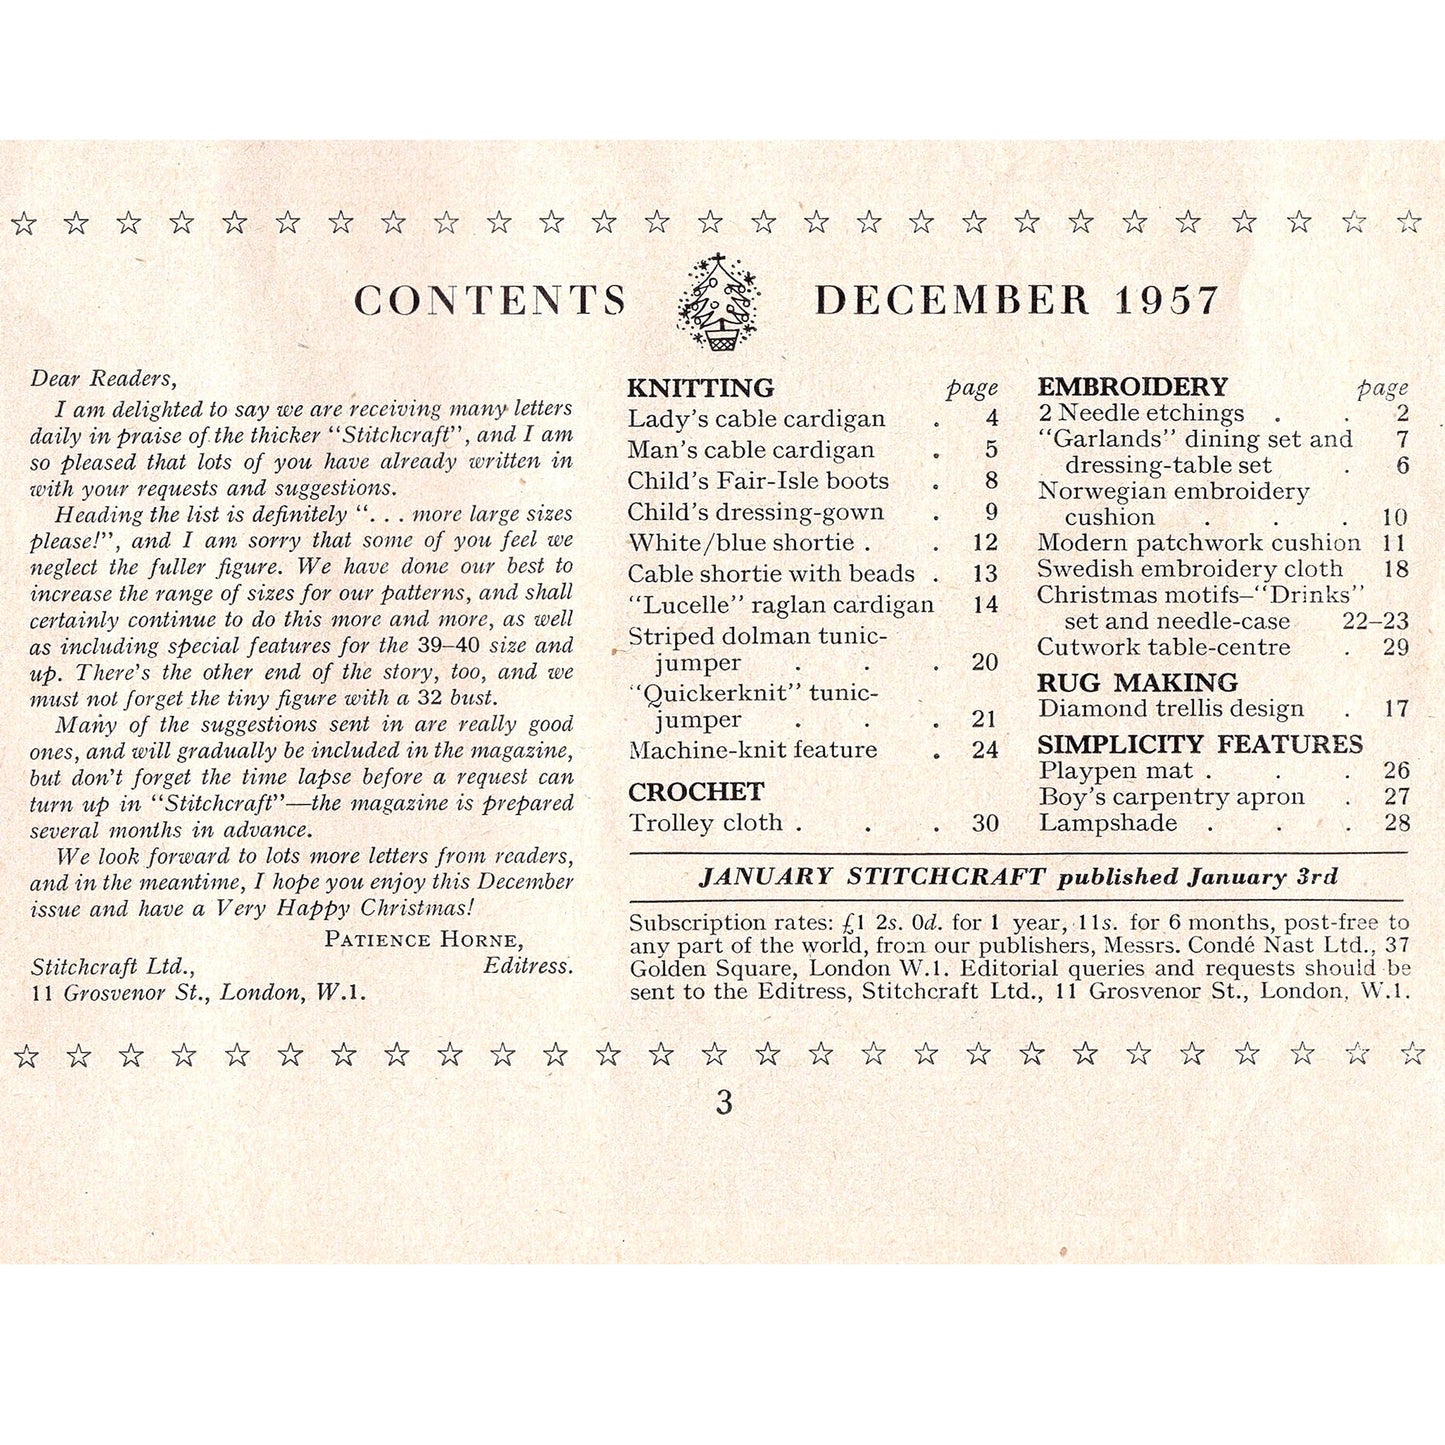 CONTENTS DECEMBER 1957
Dear Readers,
I am delighted to say we are receiving many letters
daily in praise of the thicker “Stitchcraft”, and I am
so pleased that lots of you have already written in
with your requests and suggestions.
Heading the list is definitely “. . . more large sizes
please!”, and I am sorry that some of you feel we
neglect the fuller figure. We have done our best to
increase the range of sizes for our patterns, and shall
certainly continue to do this more and more, as well
as including special features for the 39–40 size and
up. There’s the other end of the story, too, and we
must not forget the tiny figure with a 32 bust.
Many of the suggestions sent in are really good
ones, and will gradually be included in the magazine,
but don’t forget the time lapse before a request can
turn up in “Stitchcraft”—the magazine is prepared
several months in advance.
We look forward to lots more letters from readers,
and in the meantime, I hope you enjoy this December
issue and have a Very Happy Christmas!
PATIENCE HORNE,
Stitchcraft Ltd., Editress.
11 Grosvenor St., London, W.1.
KNITTING page
Lady’s cable cardigan . 4
Man’s cable cardigan . 5
Child’s Fair-Isle boots . 8
Child’s dressing-gown . 9
White/blue shortie . . 12
Cable shortie with beads . 13
“Lucelle” raglan cardigan 14
Striped dolman tunic-
jumper . . . 20
“Quickerknit” tunic-
jumper . . . 21
Machine-knit feature . 24
CROCHET
Trolley cloth . . . 30
EMBROIDERY page
2 Needle etchings . . 2
“Garlands” dining set and 7
dressing-table set . 6
Norwegian embroidery
cushion . . . 10
Modern patchwork cushion 11
Swedish embroidery cloth 18
Christmas motifs–“Drinks”
set and needle-case 22–23
Cutwork table-centre . 29
RUG MAKING
Diamond trellis design . 17
SIMPLICITY FEATURES
Playpen mat . . . 26
Boy’s carpentry apron . 27
Lampshade . . . 28
JANUARY STITCHCRAFT published January 3rd
Subscription rates: £1 2s. 0d. for 1 year, 11s. for 6 months, post-free to
any part of the world, from our publishers, Messrs. Condé Nast Ltd., 37
Golden Square, London W.1. Editorial queries and requests should be
sent to the Editress, Stitchcraft Ltd., 11 Grosvenor St., London, W.1.
3